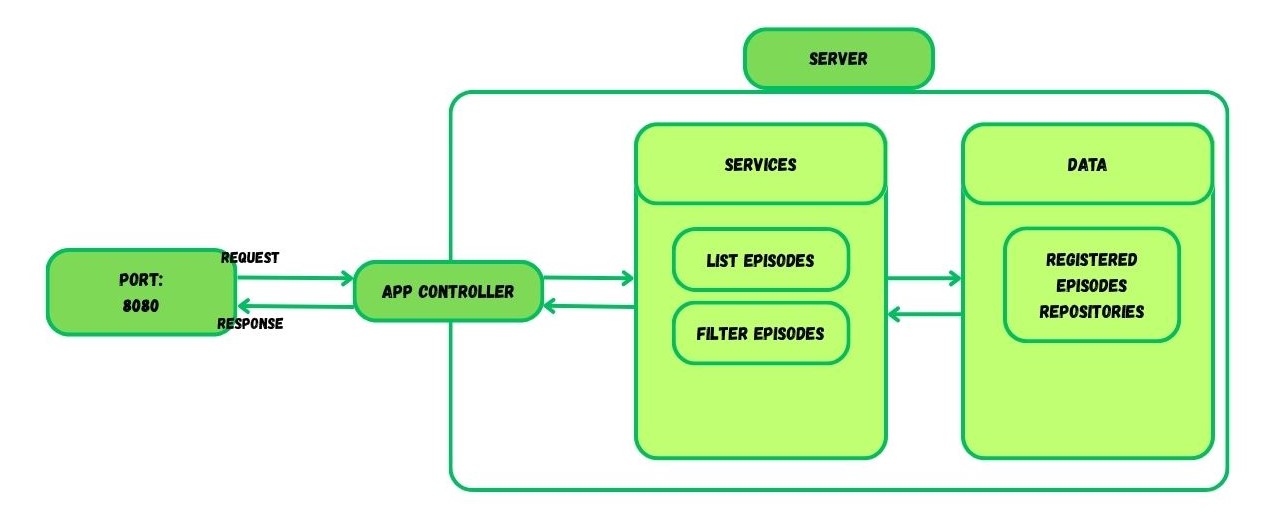 SERVER
SERVICES
DATA
REQUEST
PORT:
8080
RESPONSE
APP CONTROLLER
LIST EPISODES
FILTER EPISODES
REGISTERED
EPISODES
REPOSITORIES